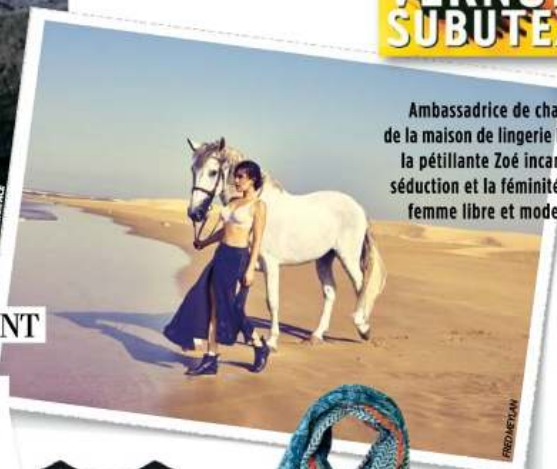 SUBUTE
Ambassadrice de cha
de la maison de lingerie
la pétillante Zoé incar
séduction et la féminité
femme libre et mode
NT
FRED MEYLAN